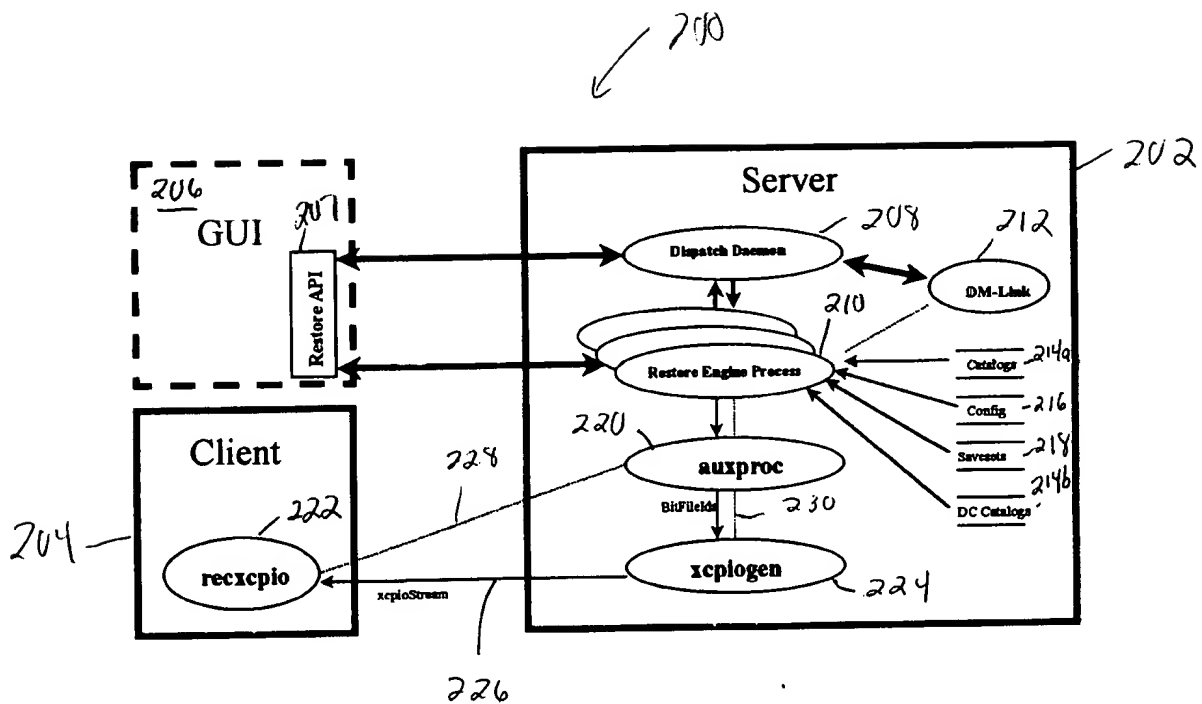 200
202
Server
206
GUI
207
Restore API
208
Dispatch Daemon
212
DM-Link
210
Restore Engine Process
Catalogs
214a
Config
216
Savesets
218
DC Catalogs
214b
Client
220
auxproc
228
BitFileIds
230
222
recxcpio
204
xcpiogen
224
xcpioStream
226